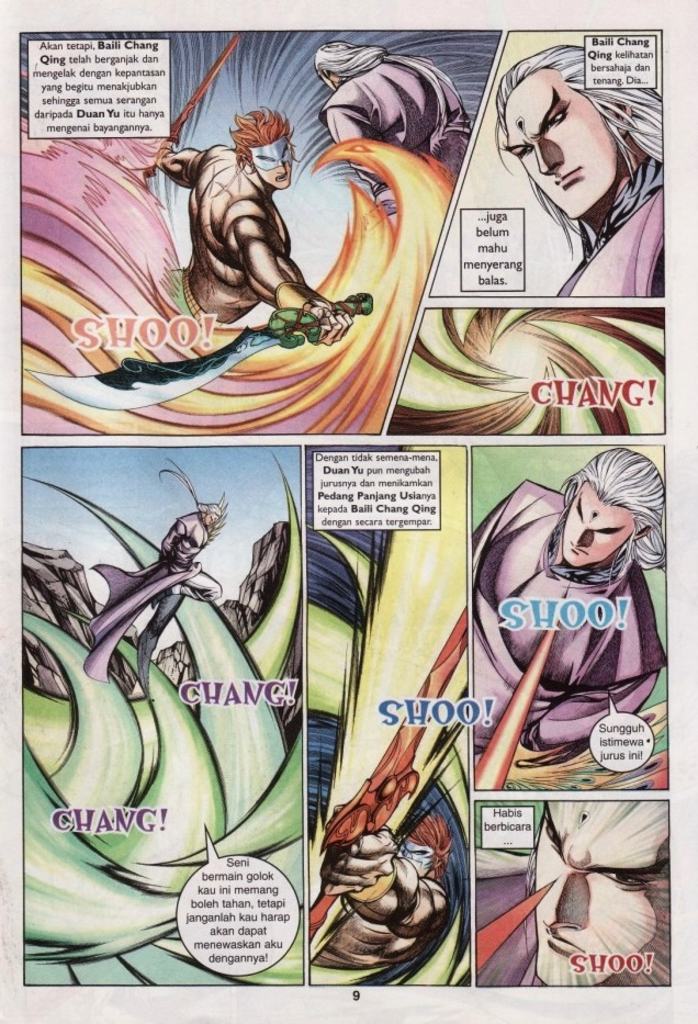 Akan tetapi, Baili Chang
Qing telah berganjak dan
mengelak dengan kepantasan
yang begitu menakjubkan
sehingga semua serangan
daripada Duan Yu itu hanya
mengenai bayangannya.
Baili Chang
Qing kelihatan
bersahaja dan
tenang. Dia...
...juga
belum
mahu
menyerang
balas.
SHOO!
CHANG!
CHANG!
CHANG!
Seni
bermain golok
kau ini memang
boleh tahan, tetapi
janganlah kau harap
akan dapat
menewaskan aku
dengannya!
Dengan tidak semena-mena,
Duan Yu pun mengubah
jurusnya dan menikamkan
Pedang Panjang Usianya
kepada Baili Chang Qing
dengan secara tergempar.
SHOO!
SHOO!
Sungguh
istimewa
jurus ini!
Habis
berbicara
...
SHOO!
9